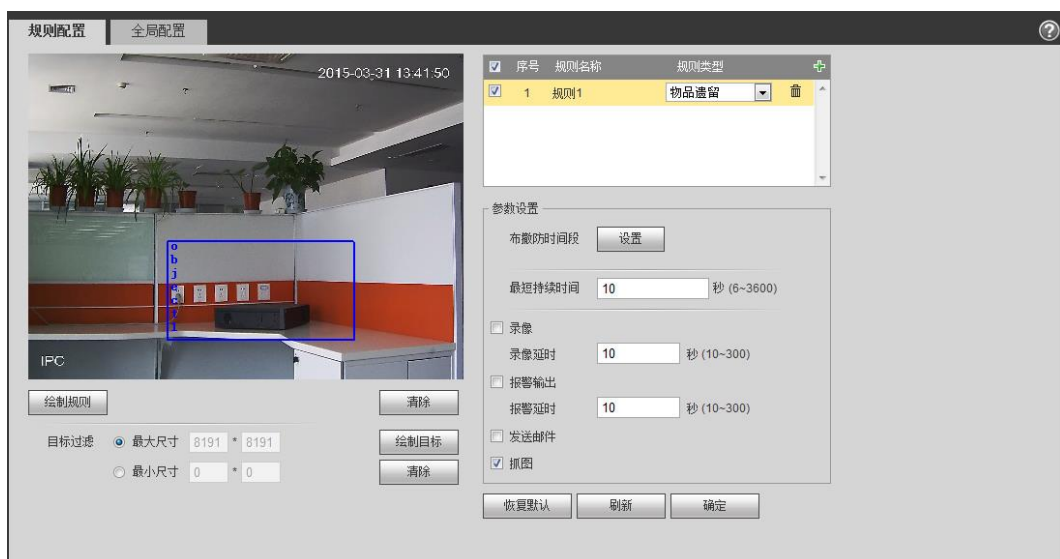 规则配置
全局配置
2015-03-31 13:41:50
object1
IPC
绘制规则
清除
目标过滤 最大尺寸 8191 * 8191 绘制目标
最小尺寸 0 * 0 清除
序号 规则名称 规则类型
1 规则1 物品遗留
参数设置
布撤防时间段 设置
最短持续时间 10 秒 (6~3600)
录像
录像延时 10 秒 (10~300)
报警输出
报警延时 10 秒 (10~300)
发送邮件
抓图
恢复默认 刷新 确定